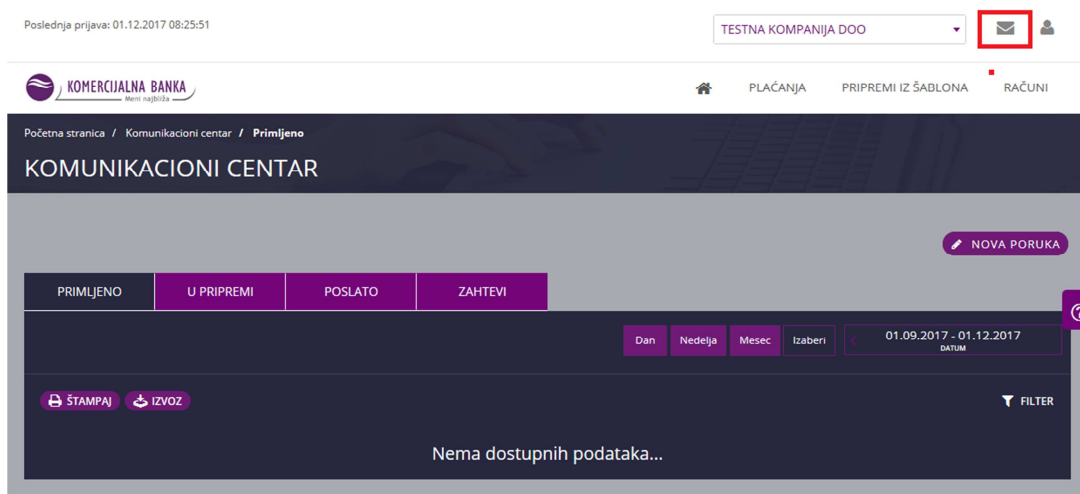 Poslednja prijava: 01.12.2017 08:25:51
TESTNA KOMPANIJA DOO
KOMERCIJALNA BANKA
Meni najbliža
PLAĆANJA PRIPREMI IZ ŠABLONA RAČUNI
Početna stranica / Komunikacioni centar / Primljeno
KOMUNIKACIONI CENTAR
NOVA PORUKA
PRIMLJENO U PRIPREMI POSLATO ZAHTEVI
Dan Nedelja Mesec Izaberi 01.09.2017 - 01.12.2017
DATUM
ŠTAMPAJ IZVOZ FILTER
Nema dostupnih podataka...